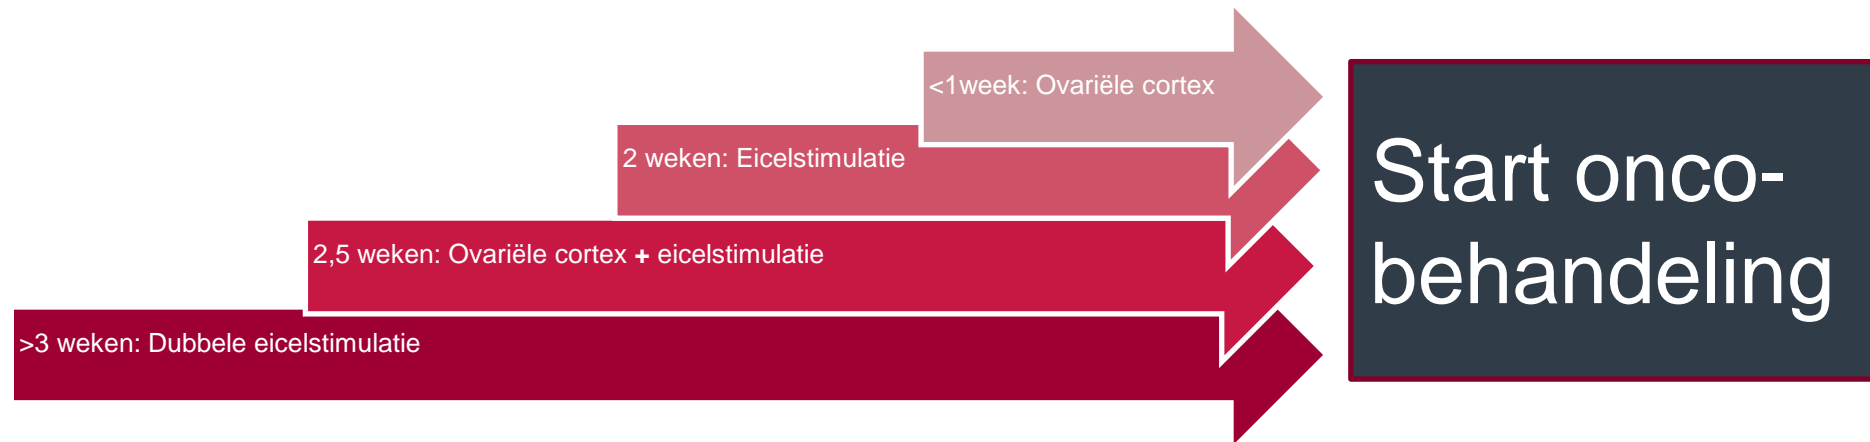 <1week: Ovariële cortex
2 weken: Eicelstimulatie
2,5 weken: Ovariële cortex + eicelstimulatie
>3 weken: Dubbele eicelstimulatie
Start onco-
behandeling